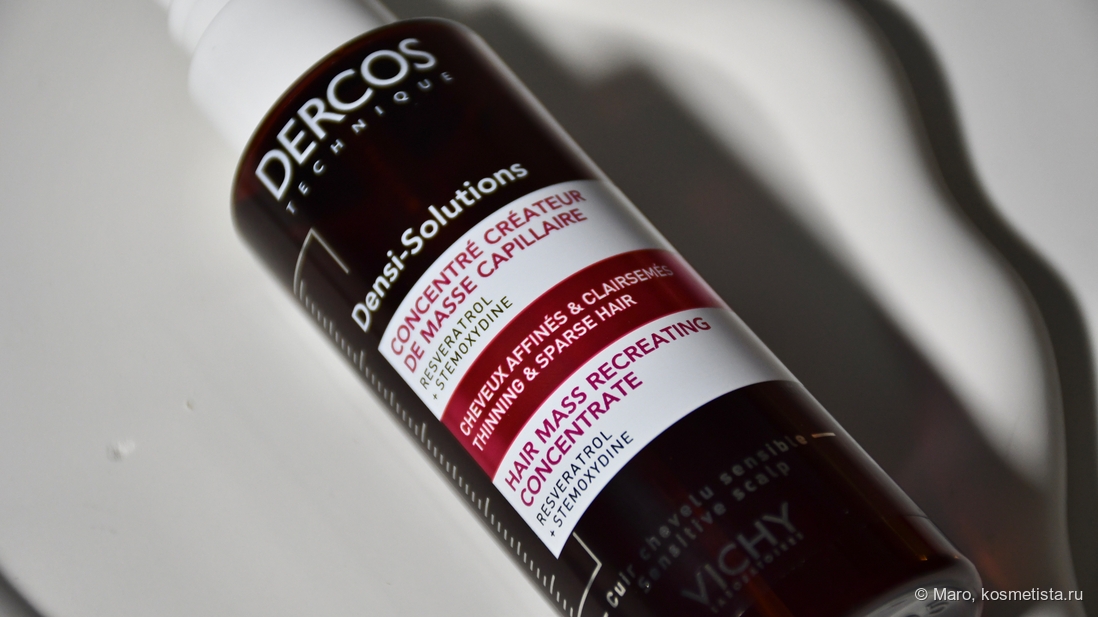 DERCOS
TECHNIQUE
Densi-Solutions
CONCENTRÉ CRÉATEUR
DE MASSE CAPILLAIRE
RESVERATROL
+ STEMOXYDINE
CHEVEUX AFFINÉS & CLAIRSEMÉS
THINNING & SPARSE HAIR
HAIR MASS RECREATING
CONCENTRATE
RESVERATROL
+ STEMOXYDINE
Cuir chevelu sensible
Sensitive scalp
VICHY
LABORATOIRES
© Maro, kosmetista.ru